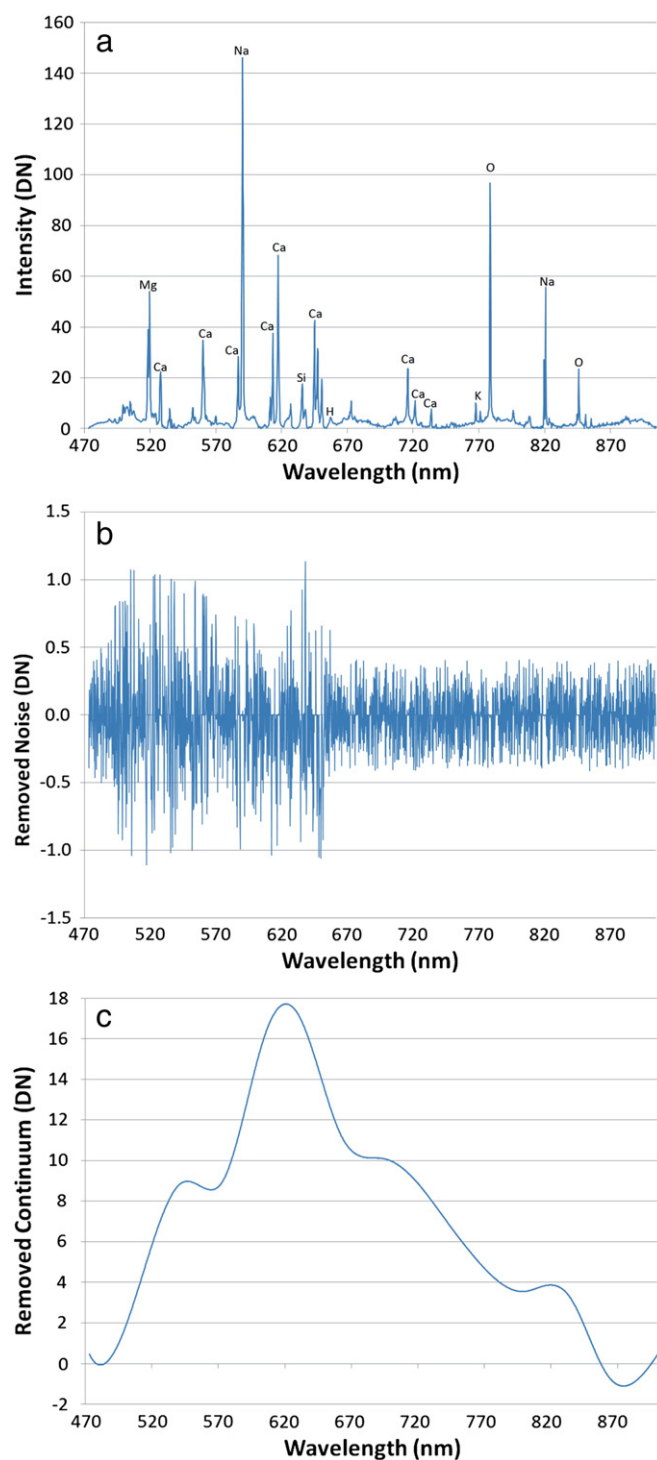 a
160
140
120
100
80
60
40
20
0
Intensity (DN)
Mg
Ca
Ca
Ca
Na
Ca
Ca
Si
Ca
H
Ca
Ca
Ca
K
O
Na
O
470 520 570 620 670 720 770 820 870
Wavelength (nm)
b
1.5
1.0
0.5
0.0
-0.5
-1.0
-1.5
Removed Noise (DN)
470 520 570 620 670 720 770 820 870
Wavelength (nm)
c
18
16
14
12
10
8
6
4
2
0
-2
Removed Continuum (DN)
470 520 570 620 670 720 770 820 870
Wavelength (nm)